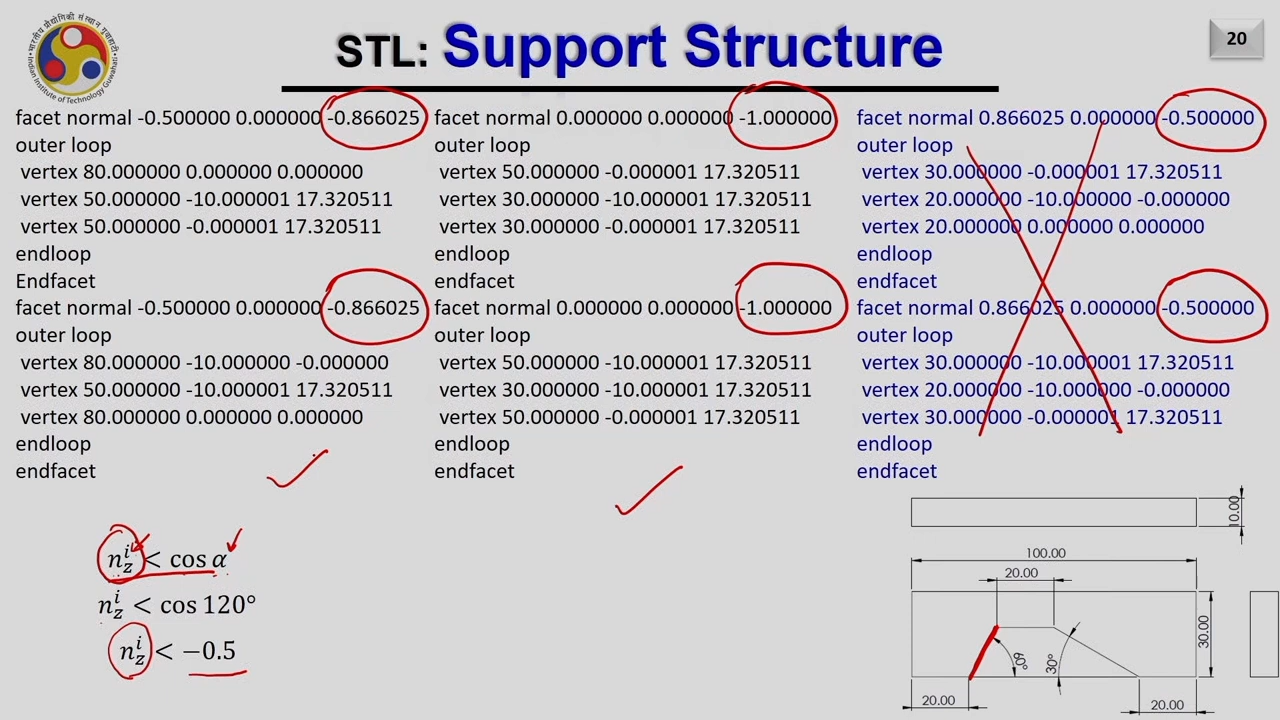 STL: Support Structure
20
facet normal -0.500000 0.000000 -0.866025
outer loop
vertex 80.000000 0.000000 0.000000
vertex 50.000000 -10.000001 17.320511
vertex 50.000000 -0.000001 17.320511
endloop
Endfacet
facet normal -0.500000 0.000000 -0.866025
outer loop
vertex 80.000000 -10.000000 -0.000000
vertex 50.000000 -10.000001 17.320511
vertex 80.000000 0.000000 0.000000
endloop
endfacet
facet normal 0.000000 0.000000 -1.000000
outer loop
vertex 50.000000 -0.000001 17.320511
vertex 30.000000 -10.000001 17.320511
vertex 30.000000 -0.000001 17.320511
endloop
endfacet
facet normal 0.000000 0.000000 -1.000000
outer loop
vertex 50.000000 -10.000001 17.320511
vertex 30.000000 -10.000001 17.320511
vertex 50.000000 -0.000001 17.320511
endloop
endfacet
facet normal 0.866025 0.000000 -0.500000
outer loop
vertex 30.000000 -0.000001 17.320511
vertex 20.000000 -10.000000 -0.000000
vertex 20.000000 0.000000 0.000000
endloop
endfacet
facet normal 0.866025 0.000000 -0.500000
outer loop
vertex 30.000000 -10.000001 17.320511
vertex 20.000000 -10.000000 -0.000000
vertex 30.000000 -0.000001 17.320511
endloop
endfacet
n_z^i < cos α
n_z^i < cos 120°
n_z^i < −0.5
10.00
100.00
20.00
30.00
60°
30°
20.00
20.00